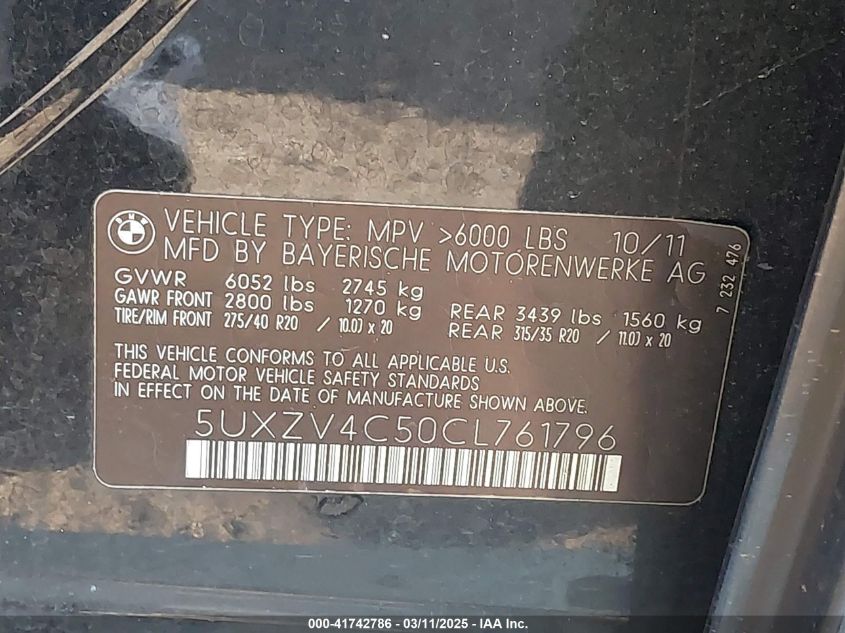 BMW
VEHICLE TYPE: MPV >6000 LBS 10/11
MFD BY BAYERISCHE MOTORENWERKE AG
GVWR 6052 lbs 2745 kg
GAWR FRONT 2800 lbs 1270 kg REAR 3439 lbs 1560 kg
TIRE/RIM FRONT 275/40 R20 / 10.0J x 20 REAR 315/35 R20 / 11.0J x 20
7 232 476
THIS VEHICLE CONFORMS TO ALL APPLICABLE U.S.
FEDERAL MOTOR VEHICLE SAFETY STANDARDS
IN EFFECT ON THE DATE OF MANUFACTURE SHOWN ABOVE.
5UXZV4C50CL761796
000-41742786 - 03/11/2025 - IAA Inc.